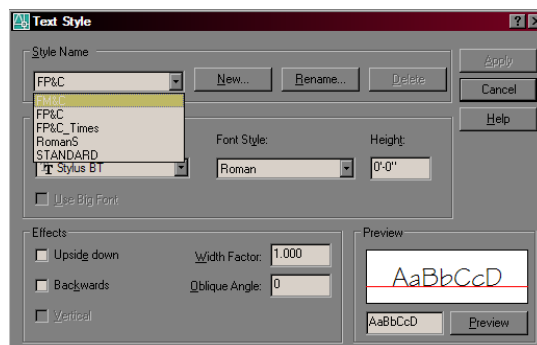 Text Style
Style Name
FP&C
New...
Rename...
Delete
Apply
Cancel
Help
FM&C
FP&C
FP&C_Times
RomanS
STANDARD
Font Style:
Height:
Stylus BT
Roman
0'-0"
Use Big Font
Effects
Upside down
Backwards
Vertical
Width Factor:
1.000
Oblique Angle:
0
Preview
AaBbCcD
AaBbCcD
Preview